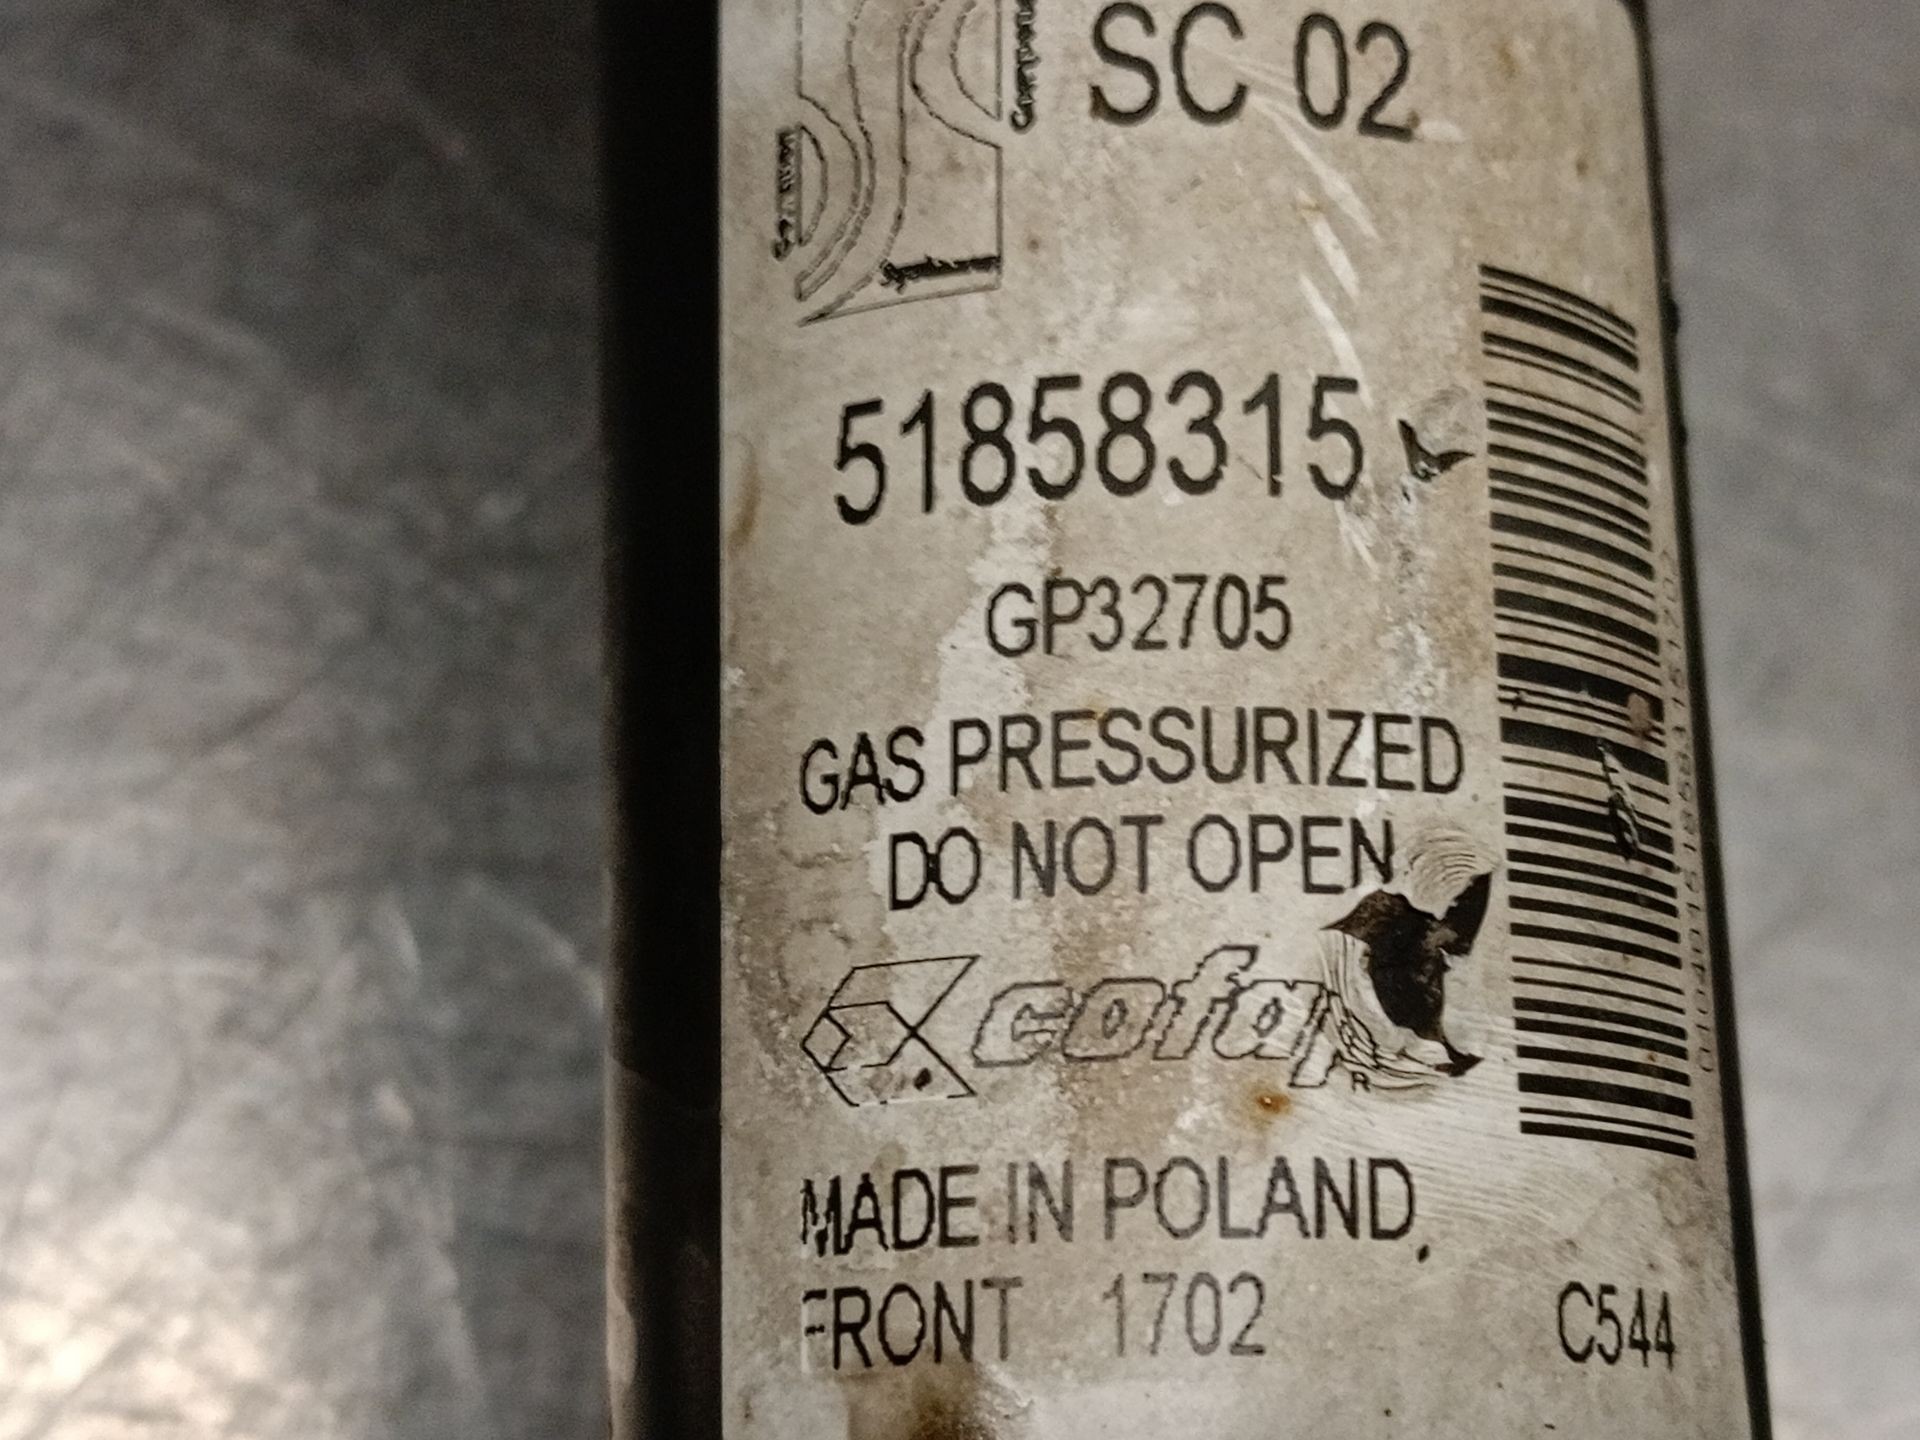 SC 02
51858315
GP32705
GAS PRESSURIZED
DO NOT OPEN
cofap
R
MADE IN POLAND
FRONT 1702
C544